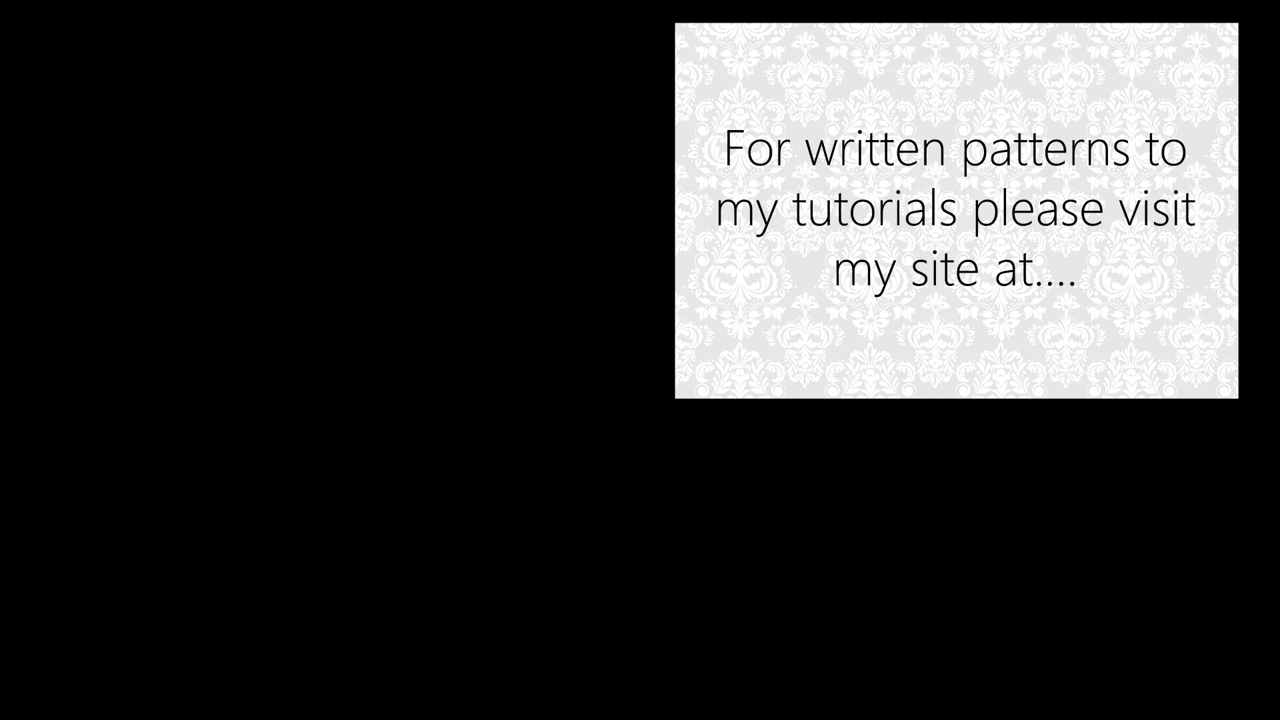 For written patterns to
my tutorials please visit
my site at....